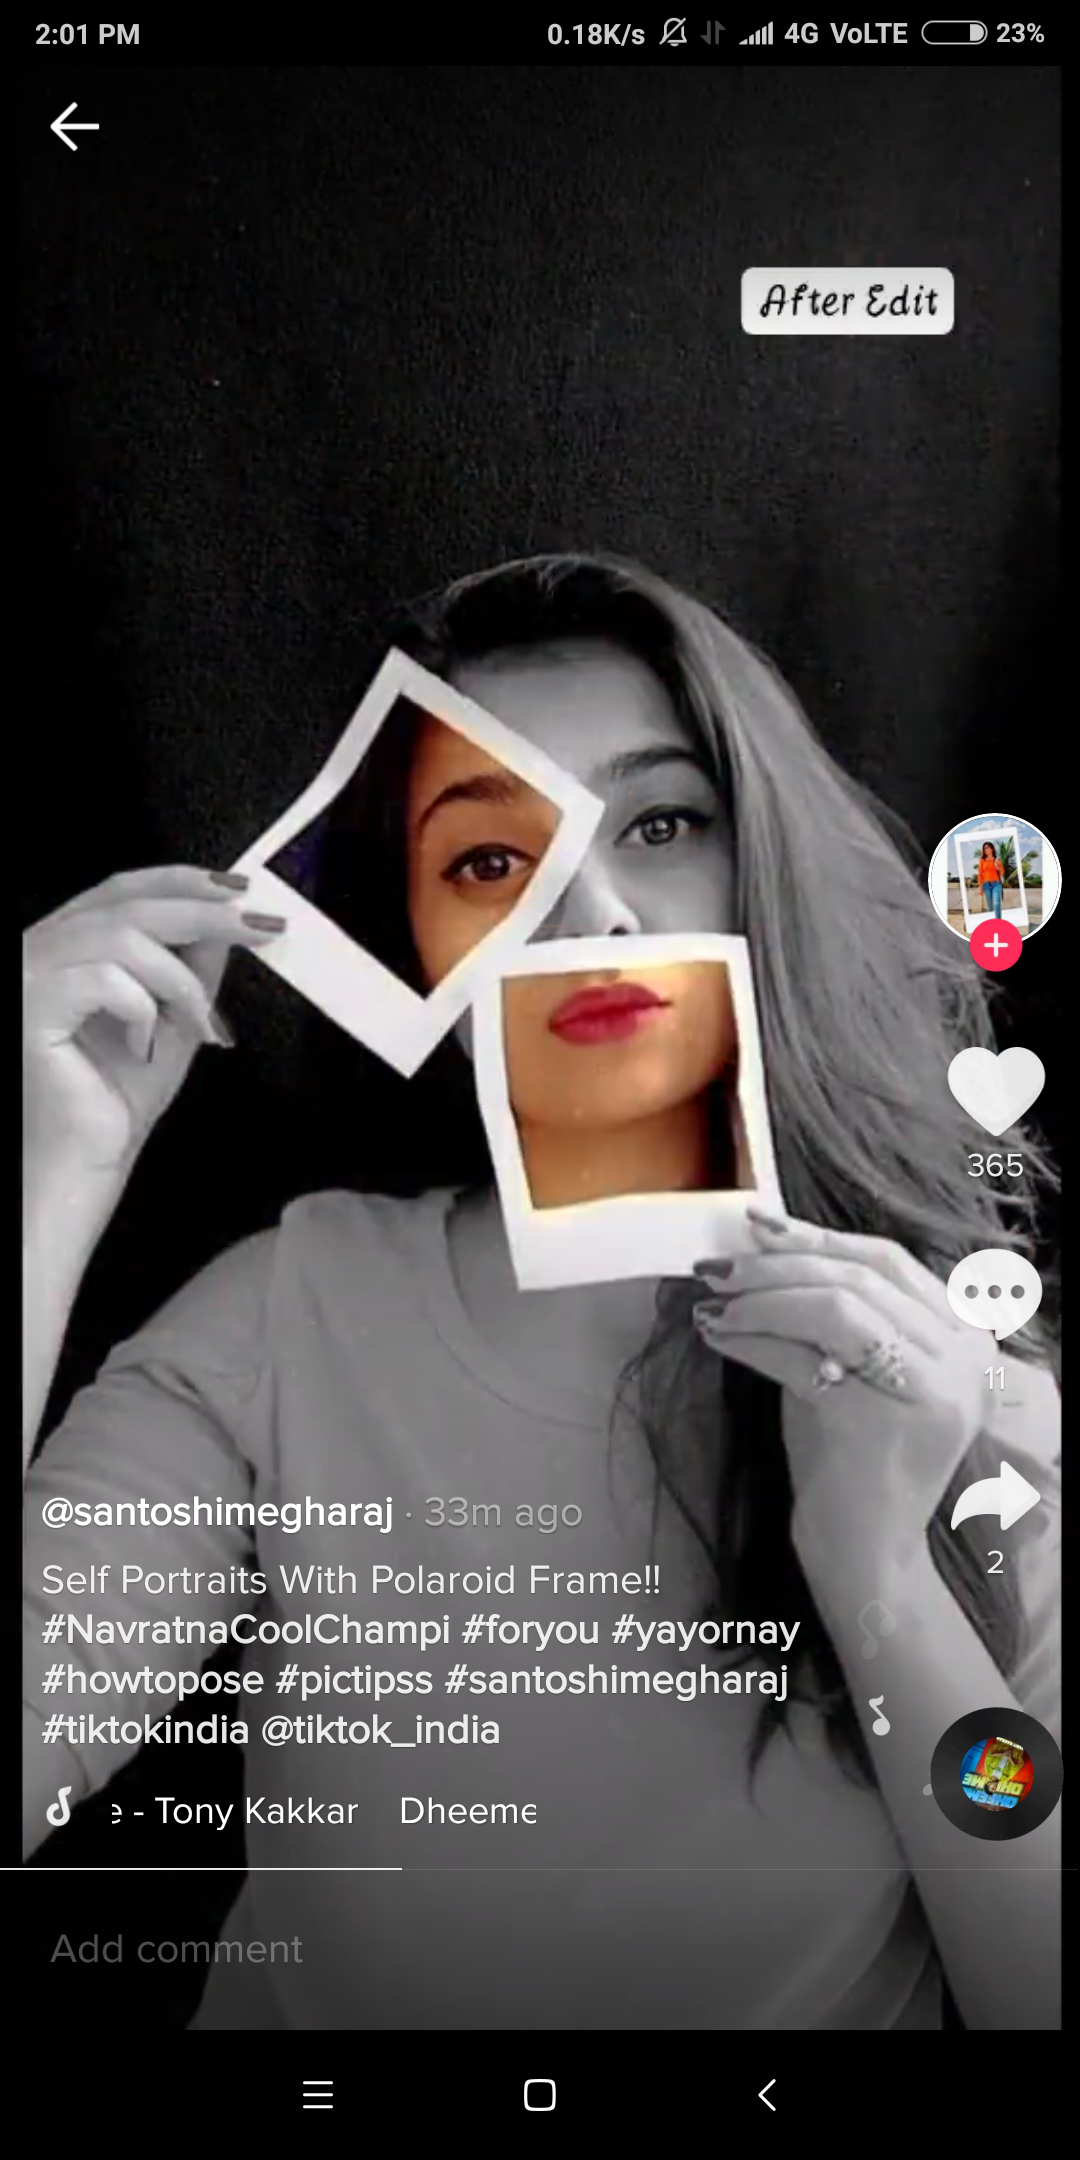 2:01 PM 0.18K/s 4G VoLTE 23%
After Edit
365
11
@santoshimegharaj · 33m ago
2
Self Portraits With Polaroid Frame!!
#NavratnaCoolChampi #foryou #yayornay
#howtopose #pictipss #santoshimegharaj
#tiktokindia @tiktok_india
e - Tony Kakkar Dheeme
Add comment